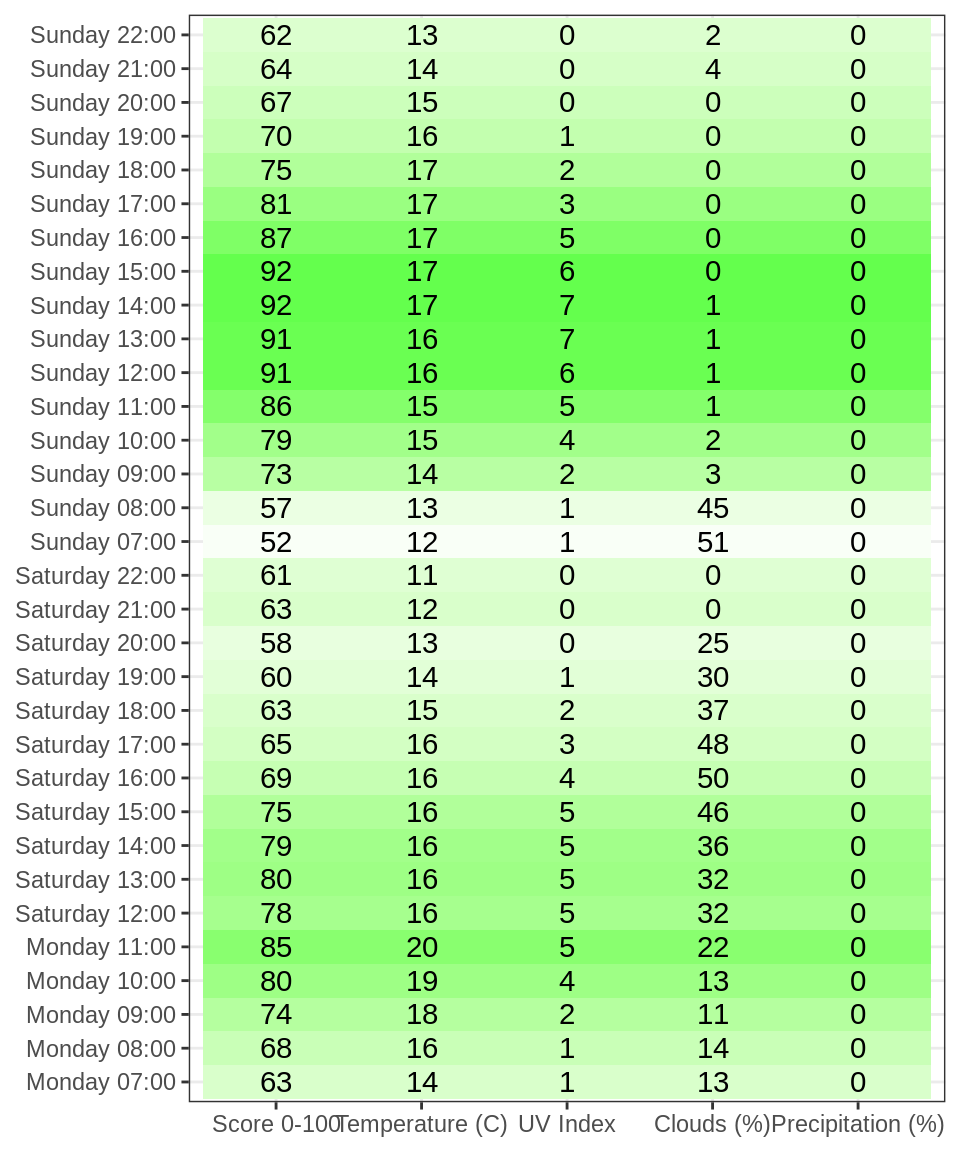 Sunday 22:00 62 13 0 2 0
Sunday 21:00 64 14 0 4 0
Sunday 20:00 67 15 0 0 0
Sunday 19:00 70 16 1 0 0
Sunday 18:00 75 17 2 0 0
Sunday 17:00 81 17 3 0 0
Sunday 16:00 87 17 5 0 0
Sunday 15:00 92 17 6 0 0
Sunday 14:00 92 17 7 1 0
Sunday 13:00 91 16 7 1 0
Sunday 12:00 91 16 6 1 0
Sunday 11:00 86 15 5 1 0
Sunday 10:00 79 15 4 2 0
Sunday 09:00 73 14 2 3 0
Sunday 08:00 57 13 1 45 0
Sunday 07:00 52 12 1 51 0
Saturday 22:00 61 11 0 0 0
Saturday 21:00 63 12 0 0 0
Saturday 20:00 58 13 0 25 0
Saturday 19:00 60 14 1 30 0
Saturday 18:00 63 15 2 37 0
Saturday 17:00 65 16 3 48 0
Saturday 16:00 69 16 4 50 0
Saturday 15:00 75 16 5 46 0
Saturday 14:00 79 16 5 36 0
Saturday 13:00 80 16 5 32 0
Saturday 12:00 78 16 5 32 0
Monday 11:00 85 20 5 22 0
Monday 10:00 80 19 4 13 0
Monday 09:00 74 18 2 11 0
Monday 08:00 68 16 1 14 0
Monday 07:00 63 14 1 13 0
Score 0-100 Temperature (C) UV Index Clouds (%) Precipitation (%)